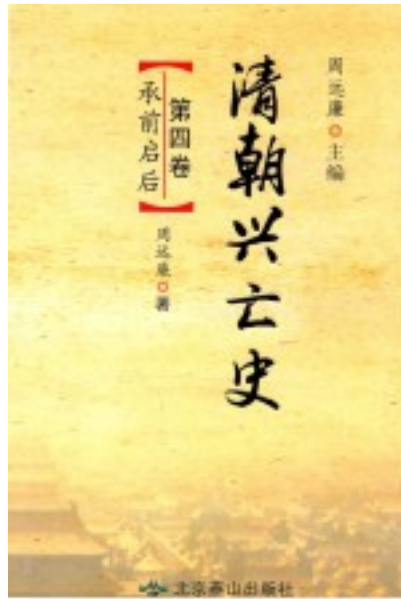 周远廉 主编
清朝兴亡史
第四卷
【承前启后】
周远廉 著
北京燕山出版社